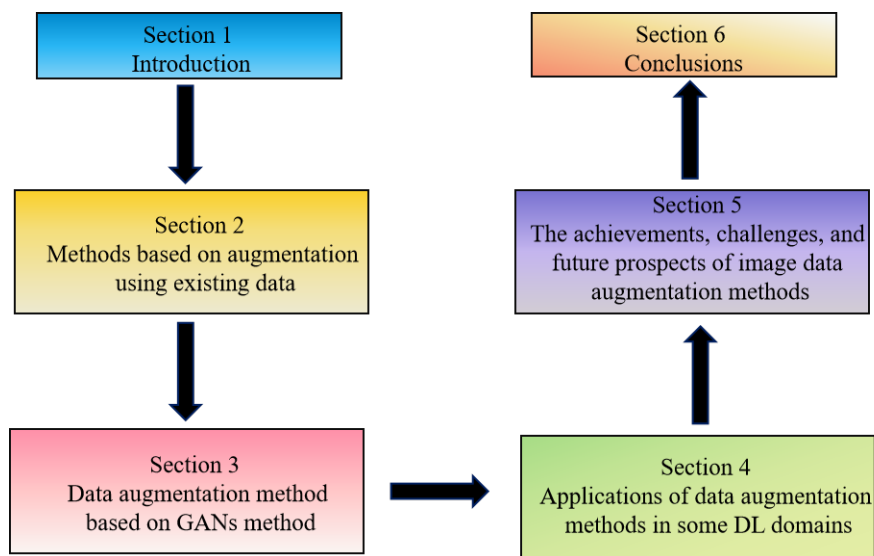 Section 1
Introduction
Section 2
Methods based on augmentation
using existing data
Section 3
Data augmentation method
based on GANs method
Section 4
Applications of data augmentation
methods in some DL domains
Section 5
The achievements, challenges, and
future prospects of image data
augmentation methods
Section 6
Conclusions